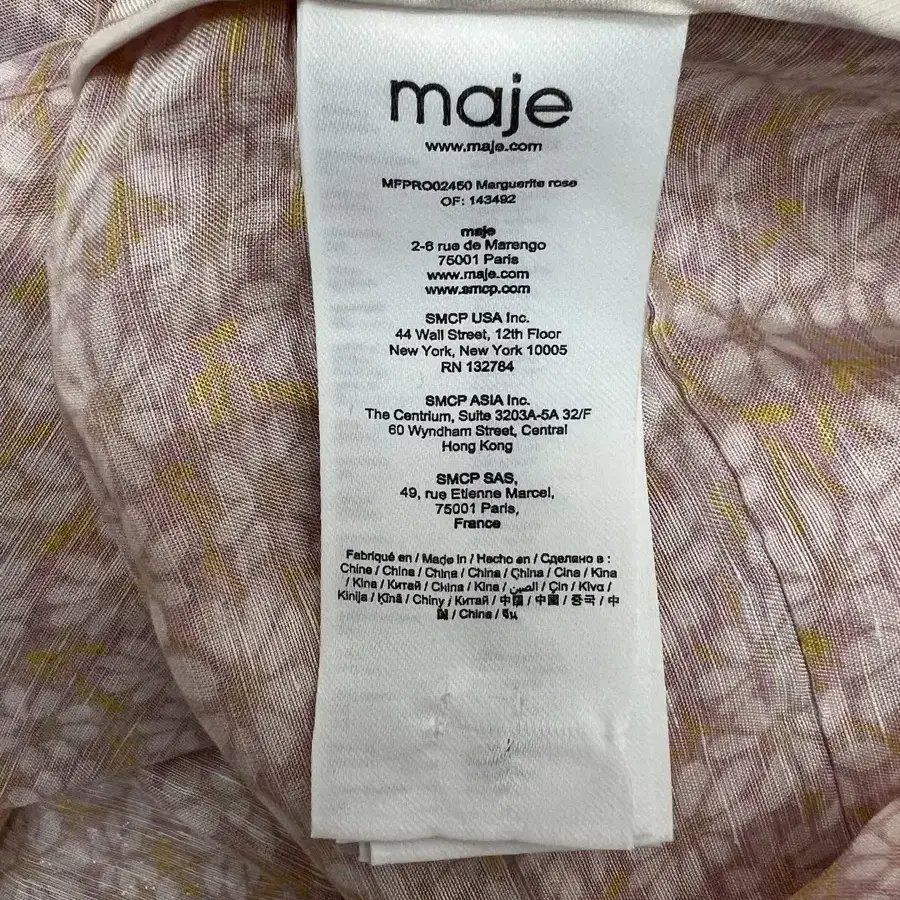 maje
www.maje.com
MFPRO02450 Marguerite rose
OF: 143492
maje
2-6 rue de Marengo
75001 Paris
www.maje.com
www.smcp.com
SMCP USA Inc.
44 Wall Street, 12th Floor
New York, New York 10005
RN 132784
SMCP ASIA Inc.
The Centrium, Suite 3203A-5A 32/F
60 Wyndham Street, Central
Hong Kong
SMCP SAS,
49, rue Etienne Marcel,
75001 Paris,
France
Fabriqué en / Made in / Hecho en / Сделано в :
Chine / China / China / China / China / Cina / Kina
/ Kina / Китай / China / Kina / الصين / Çin / Kíva /
Kinija / Ķīnā / Chiny / Китай / 中國 / 中國 / 중국 / 中
国 / China / จีน